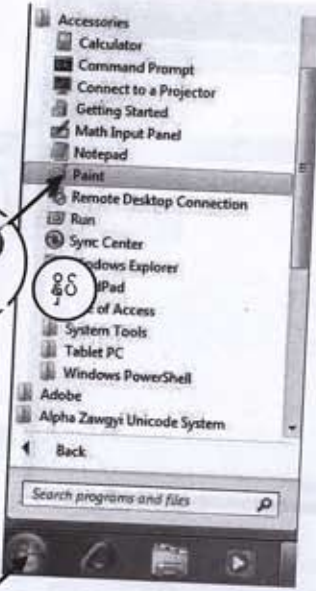 Accessories
Calculator
Command Prompt
Connect to a Projector
Getting Started
Math Input Panel
Notepad
Paint
Remote Desktop Connection
Run
Sync Center
Explorer
of Access
System Tools
Tablet PC
Windows PowerShell
Adobe
Alpha Zawgyi Unicode System
Back
Search programs and files